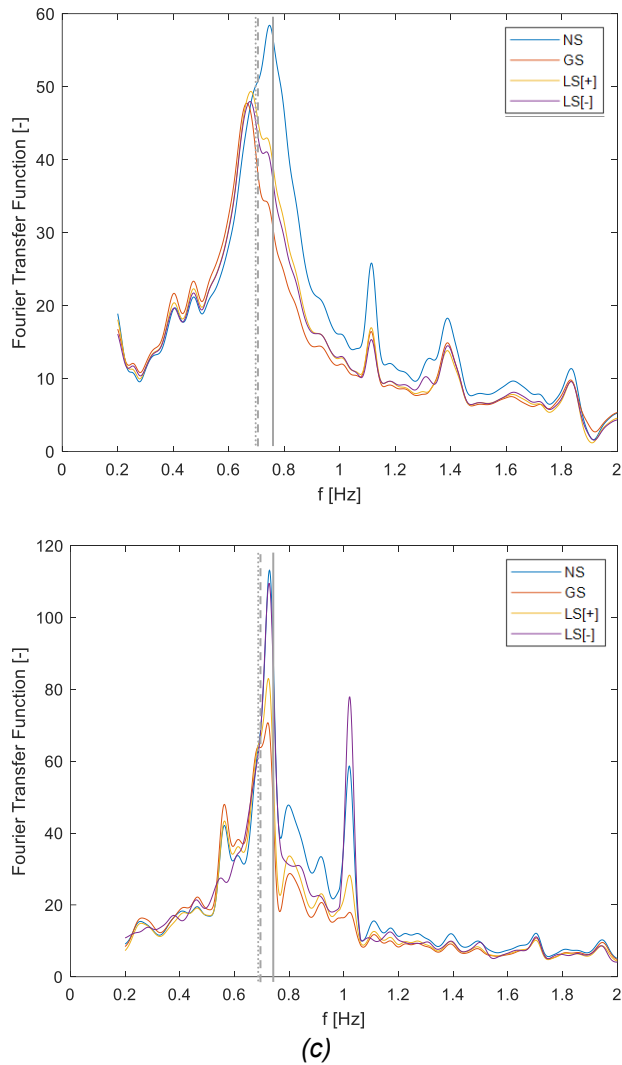 60
50
40
30
20
10
0
Fourier Transfer Function [-]
NS
GS
LS[+]
LS[-]
0 0.2 0.4 0.6 0.8 1 1.2 1.4 1.6 1.8 2
f [Hz]
120
100
80
60
40
20
0
Fourier Transfer Function [-]
NS
GS
LS[+]
LS[-]
0 0.2 0.4 0.6 0.8 1 1.2 1.4 1.6 1.8 2
f [Hz]
(c)